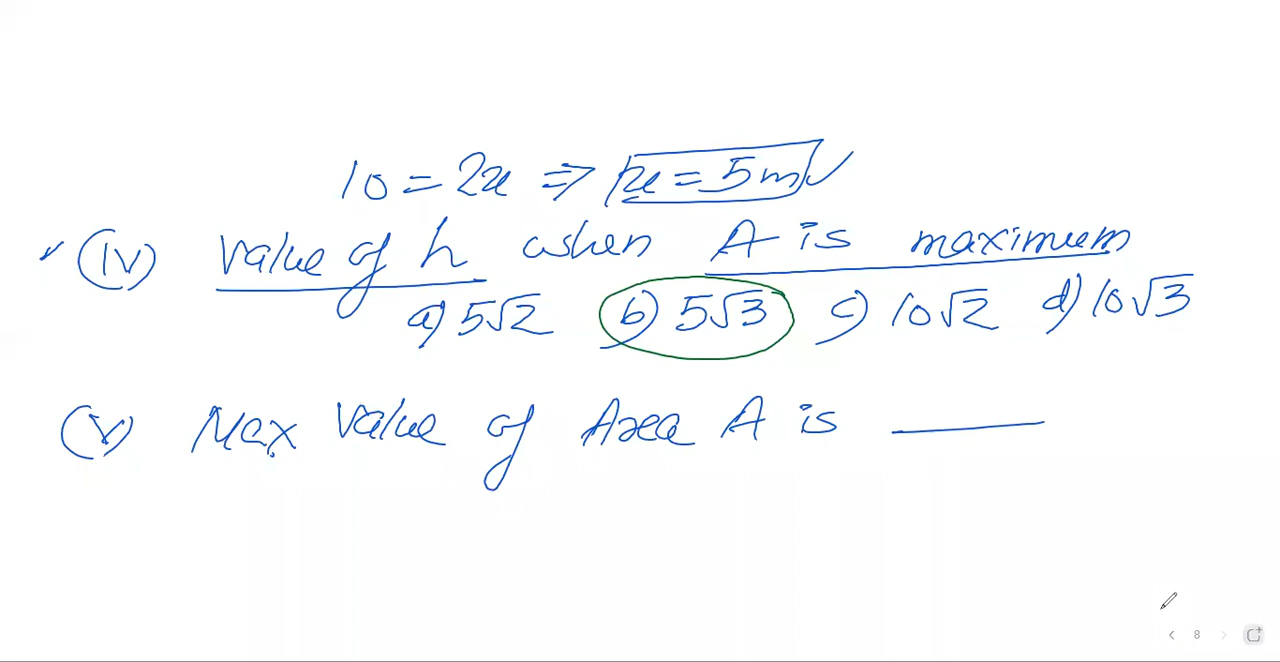 10 = 2x ⇒ x = 5m ✓
✓ (iv) value of h when A is maximum
a) 5√2 b) 5√3 c) 10√2 d) 10√3
(v) Max value of Area A is ____
8